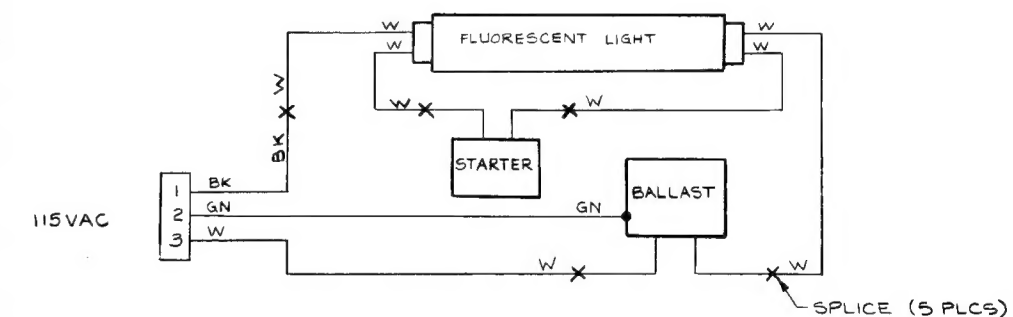 W
W
FLUORESCENT LIGHT
W
W
W
W
W
BK
STARTER
BALLAST
115VAC
1
BK
2
GN
GN
3
W
W
W
SPLICE (5 PLCS)